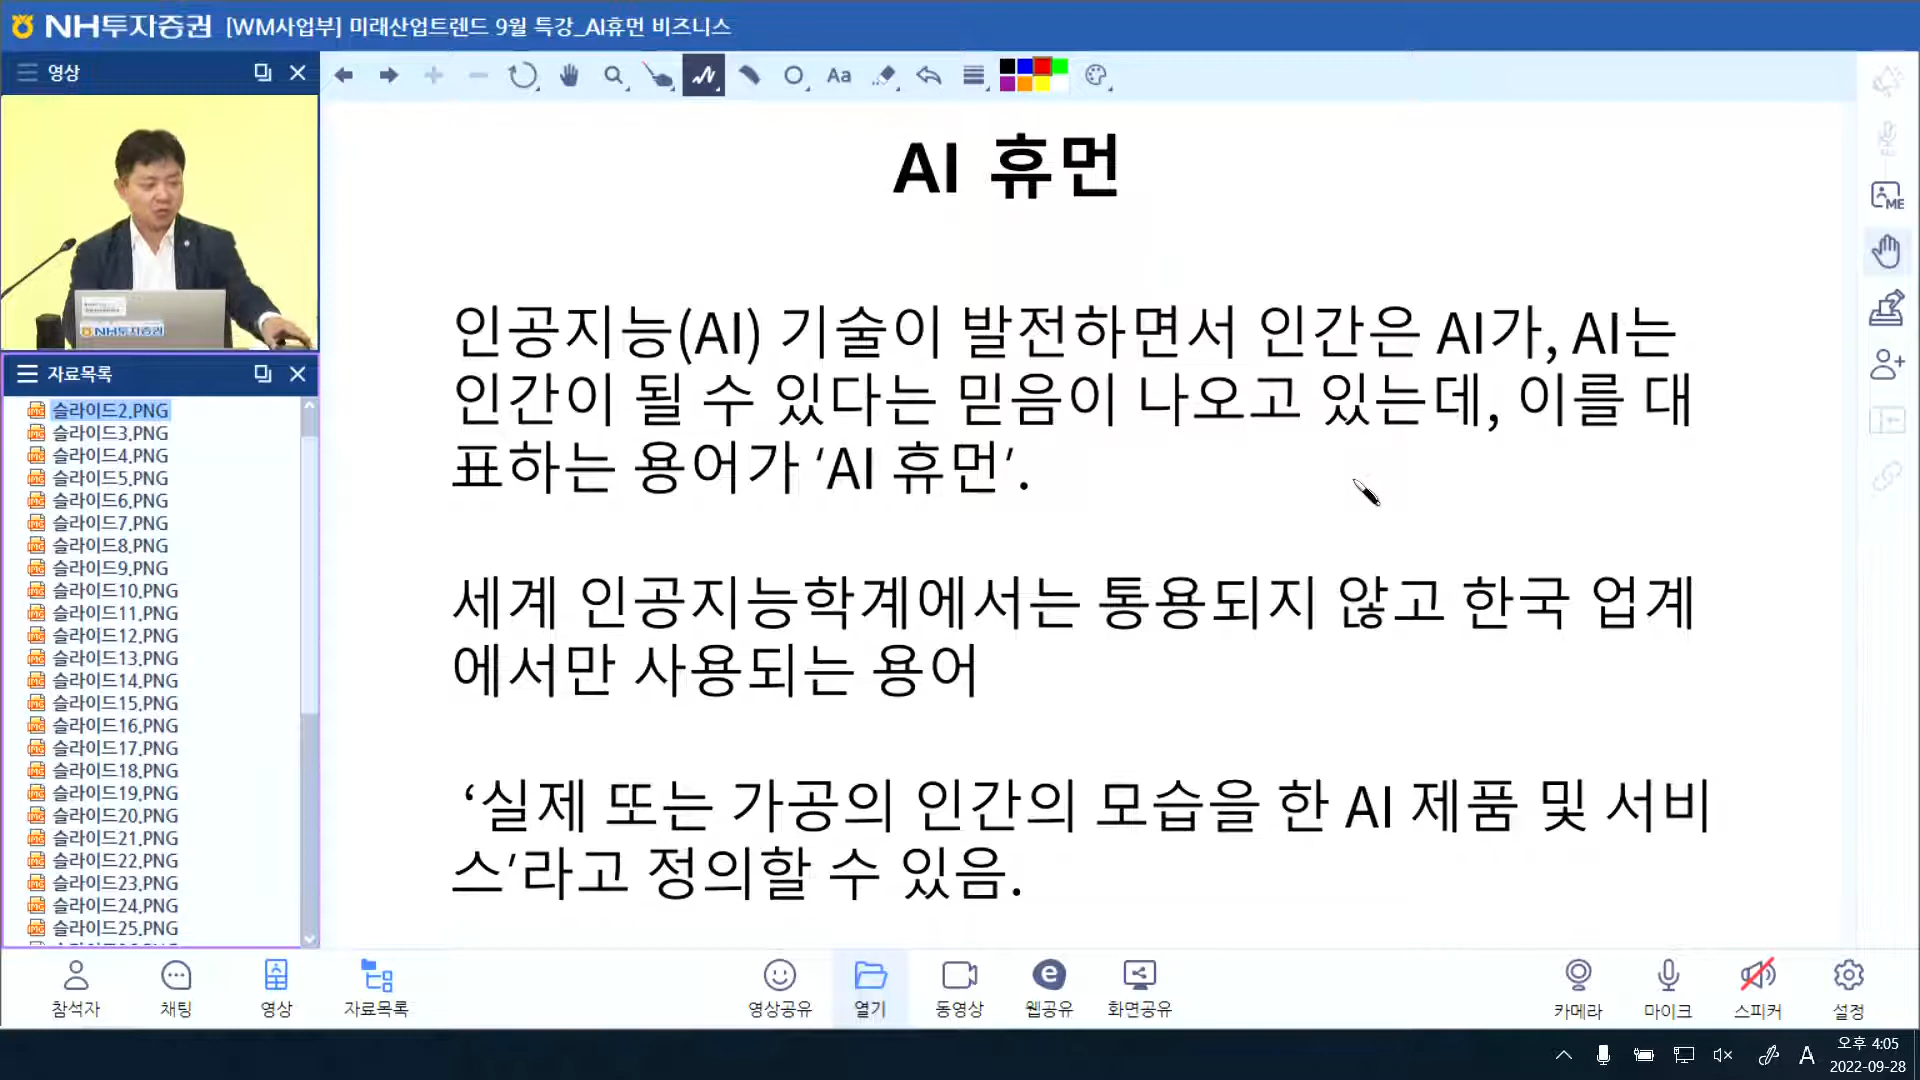 NH투자증권 [WM사업부] 미래산업트렌드 9월 특강_AI휴먼 비즈니스
영상
NH투자증권
자료목록
슬라이드2.PNG
슬라이드3.PNG
슬라이드4.PNG
슬라이드5.PNG
슬라이드6.PNG
슬라이드7.PNG
슬라이드8.PNG
슬라이드9.PNG
슬라이드10.PNG
슬라이드11.PNG
슬라이드12.PNG
슬라이드13.PNG
슬라이드14.PNG
슬라이드15.PNG
슬라이드16.PNG
슬라이드17.PNG
슬라이드18.PNG
슬라이드19.PNG
슬라이드20.PNG
슬라이드21.PNG
슬라이드22.PNG
슬라이드23.PNG
슬라이드24.PNG
슬라이드25.PNG
Aa
ME
AI 휴먼
인공지능(AI) 기술이 발전하면서 인간은 AI가, AI는
인간이 될 수 있다는 믿음이 나오고 있는데, 이를 대
표하는 용어가 ‘AI 휴먼’.
세계 인공지능학계에서는 통용되지 않고 한국 업계
에서만 사용되는 용어
‘실제 또는 가공의 인간의 모습을 한 AI 제품 및 서비
스’라고 정의할 수 있음.
참석자 채팅 영상 자료목록 영상공유 열기 동영상 웹공유 화면공유 카메라 마이크 스피커 설정
A 오후 4:05
2022-09-28